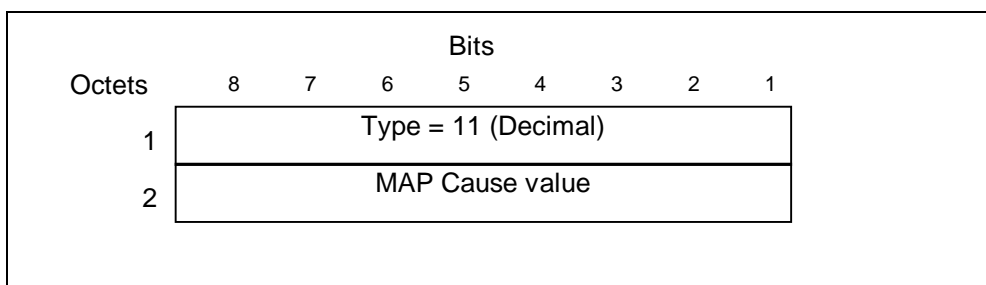 Bits
Octets 8 7 6 5 4 3 2 1
1 Type = 11 (Decimal)
2 MAP Cause value